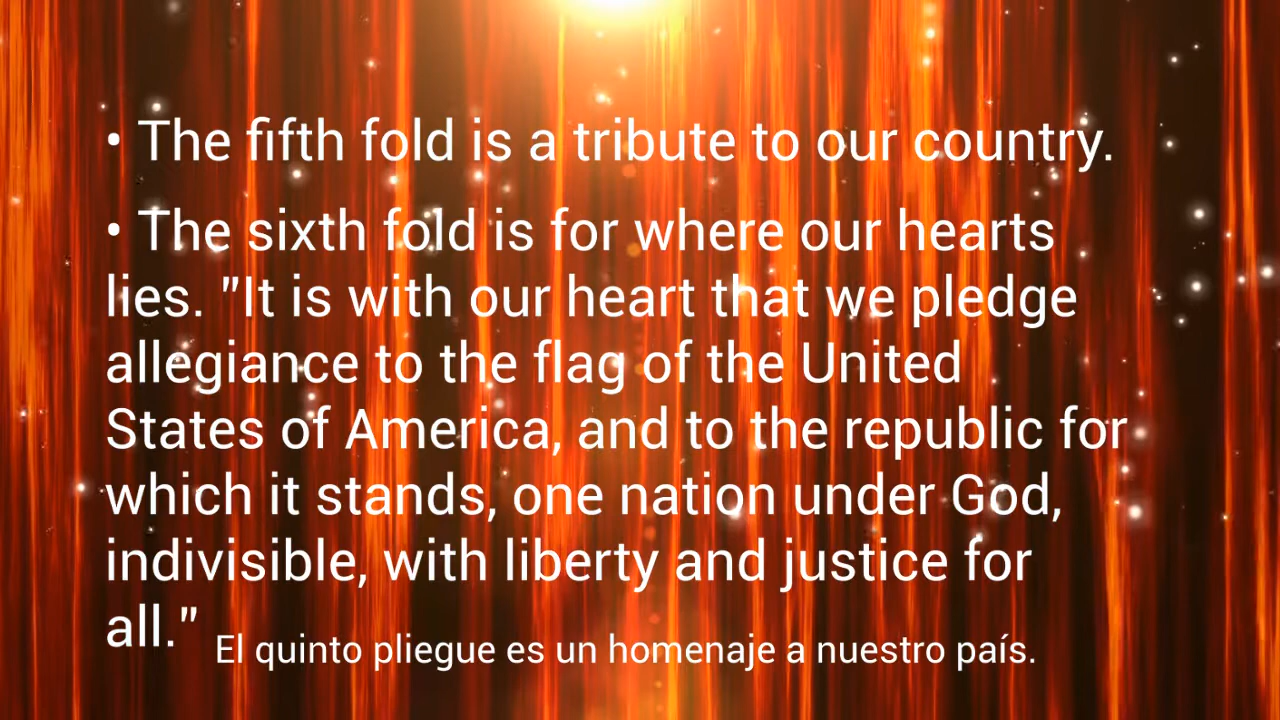 • The fifth fold is a tribute to our country.
• The sixth fold is for where our hearts
lies. "It is with our heart that we pledge
allegiance to the flag of the United
States of America, and to the republic for
which it stands, one nation under God,
indivisible, with liberty and justice for
all."
El quinto pliegue es un homenaje a nuestro país.